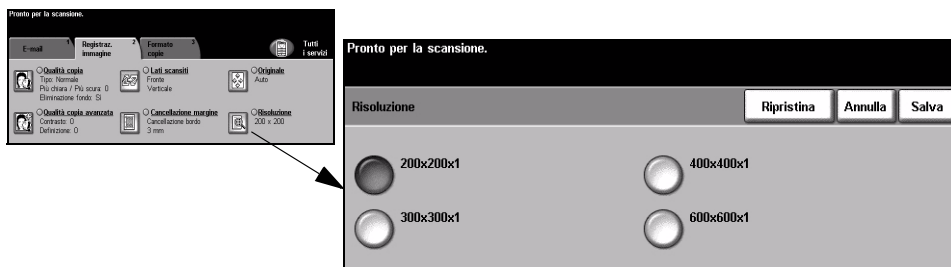 Pronto per la scansione.
E-mail 1
Registraz. immagine 2
Formato copie 3
Tutti i servizi
Qualità copia
Tipo: Normale
Più chiara / Più scura: 0
Eliminazione fondo: Sì
Lati scansiti
Fronte
Verticale
Originale
Auto
Qualità copia avanzata
Contrasto: 0
Definizione: 0
Cancellazione margine
Cancellazione bordo
3 mm
Risoluzione
200 x 200
Pronto per la scansione.
Risoluzione
Ripristina
Annulla
Salva
200x200x1
400x400x1
300x300x1
600x600x1